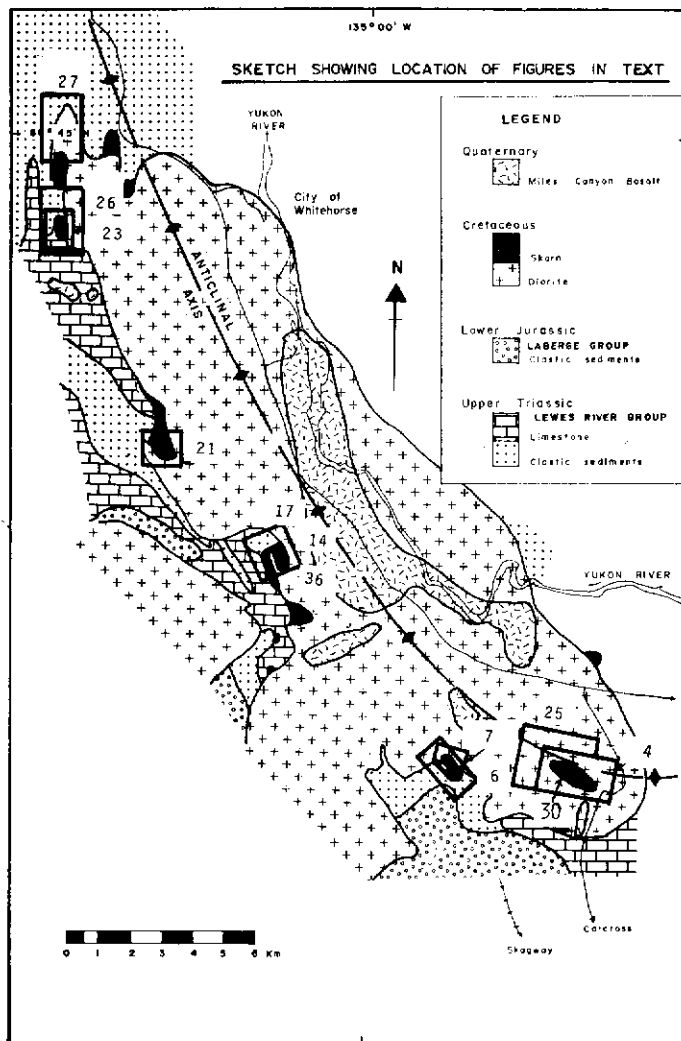 135°00' W
SKETCH SHOWING LOCATION OF FIGURES IN TEXT
27
45' N
YUKON
RIVER
City of
Whitehorse
26
23
ANTICLINAL
AXIS
N
LEGEND
Quaternary
Miles Canyon Basalt
Cretaceous
Skarn
Diorite
Lower Jurassic
LABERGE GROUP
Clastic sediments
Upper Triassic
LEWES RIVER GROUP
Limestone
Clastic sediments
21
17
14
36
YUKON RIVER
25
7
4
6
30
0 1 2 3 4 5 6 Km
Carcross
Skagway